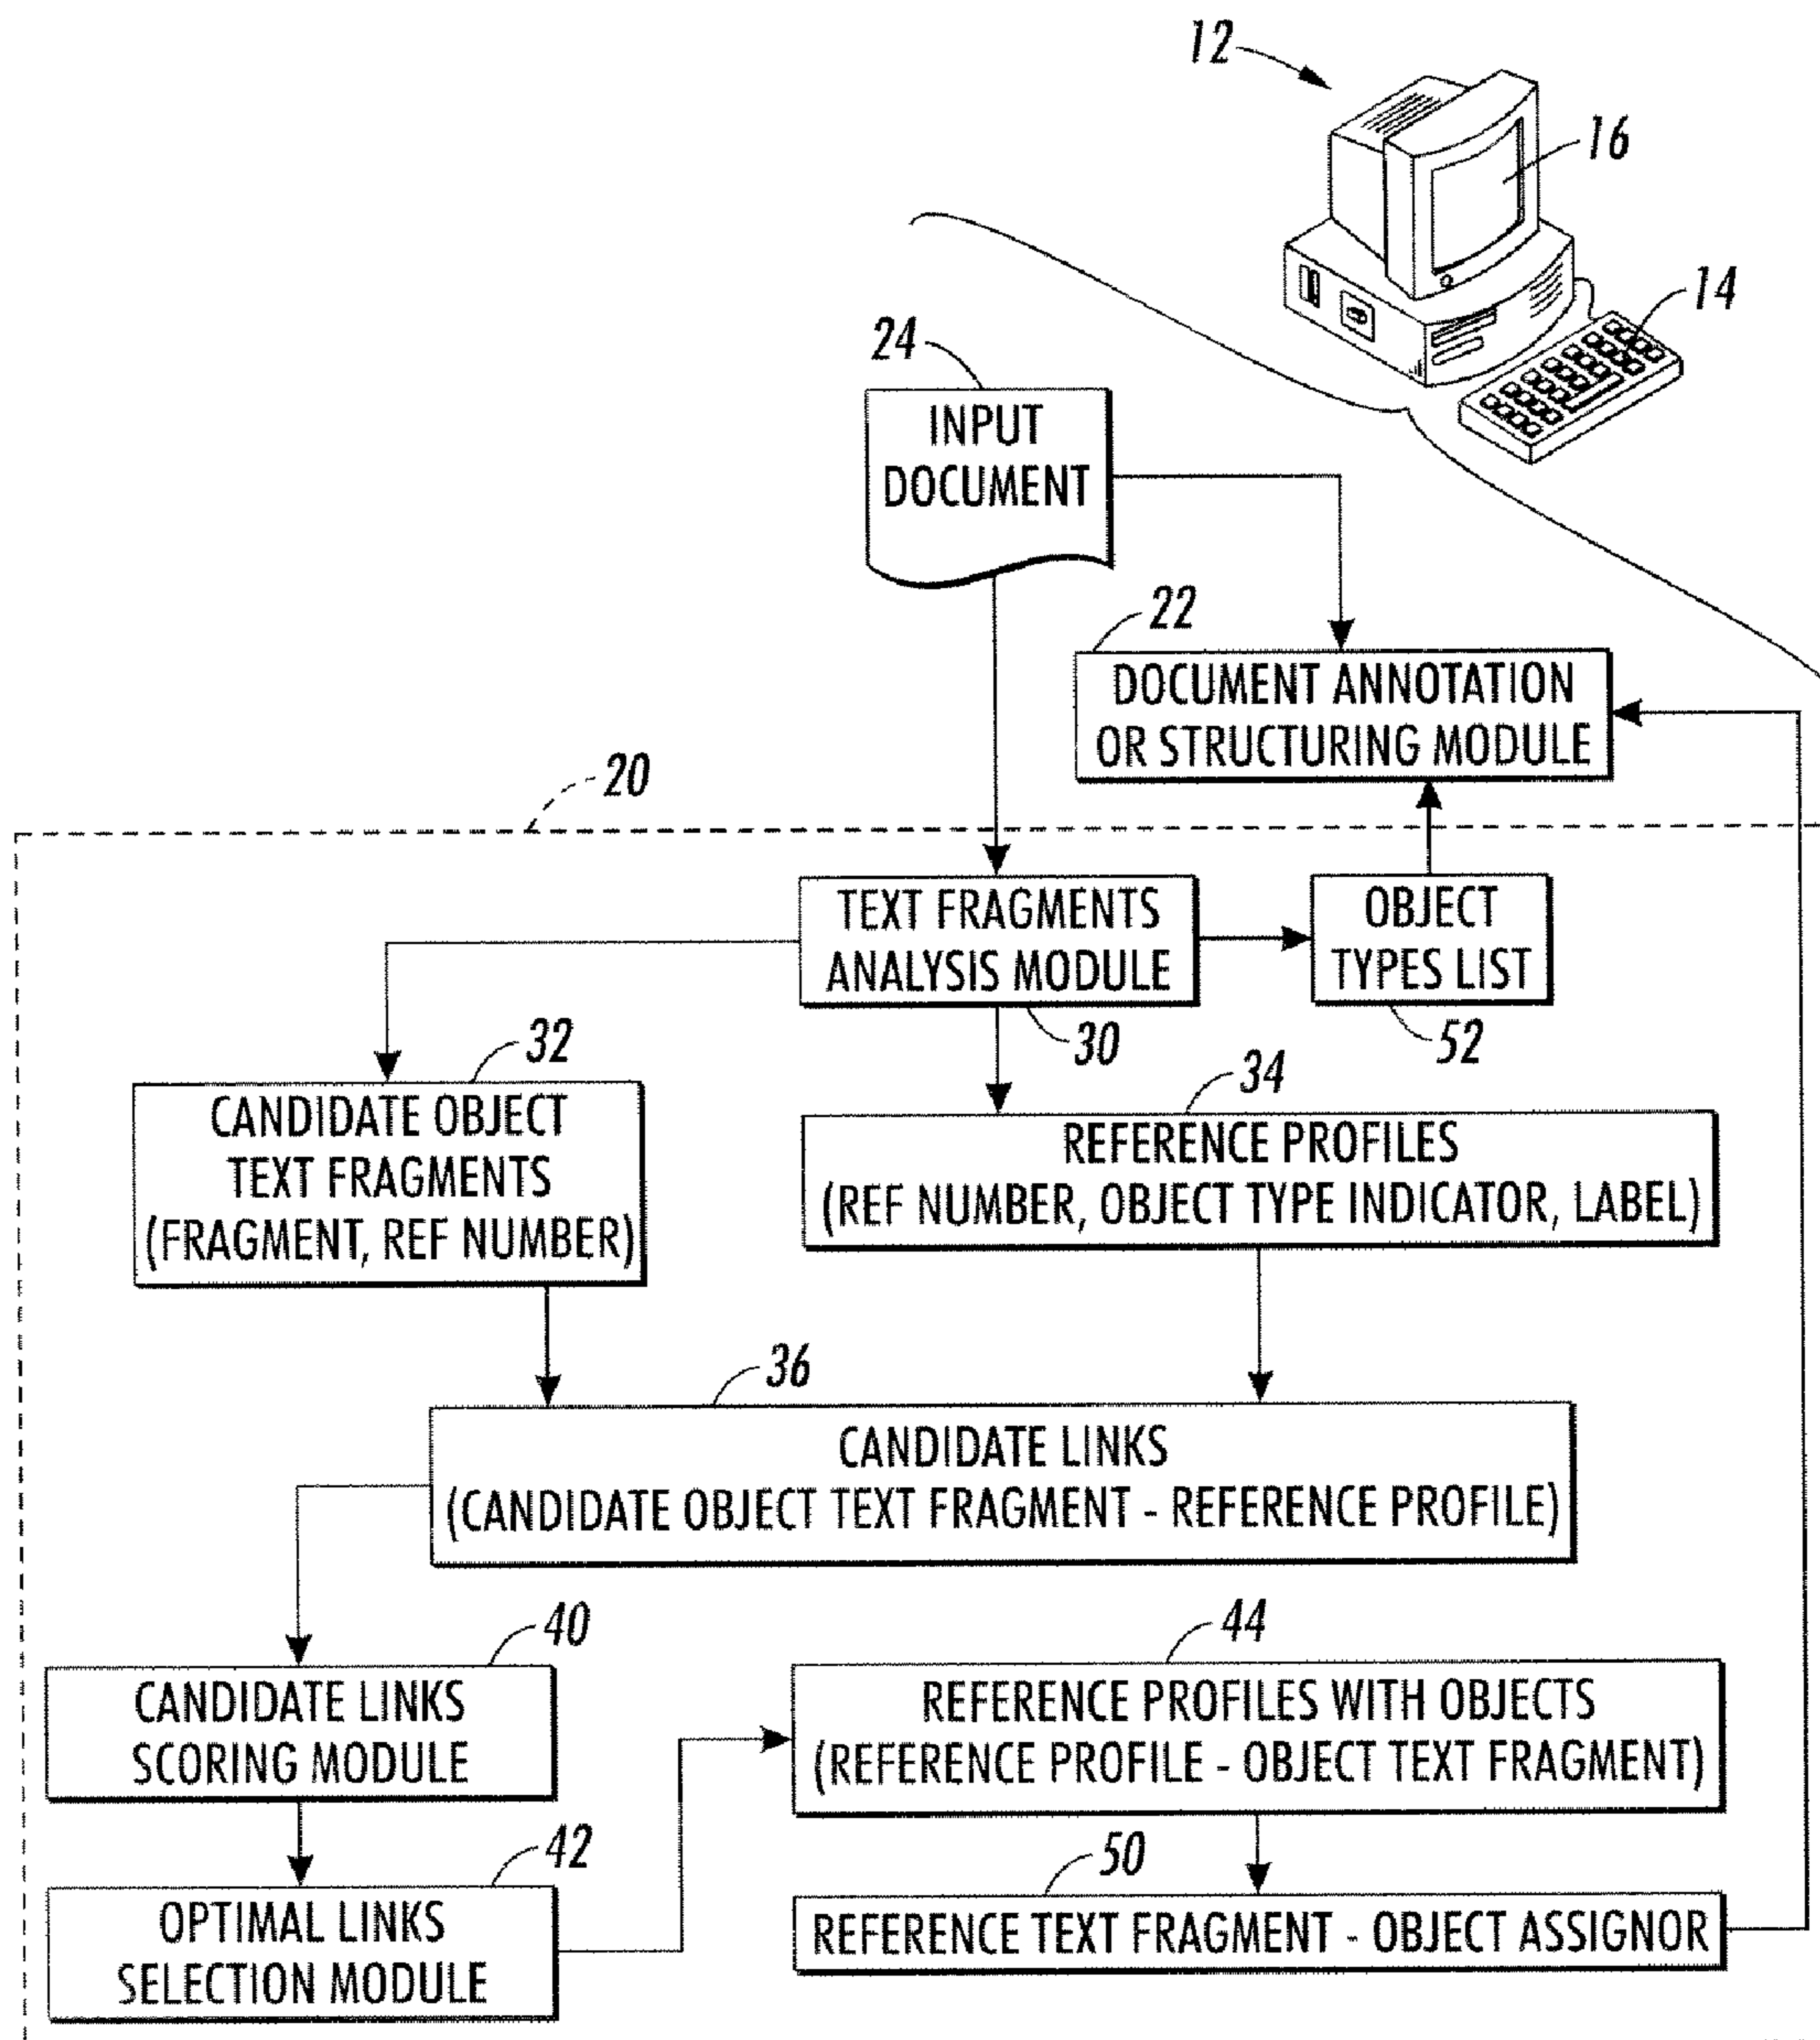 12
16
14
24
INPUT
DOCUMENT
22
DOCUMENT ANNOTATION
OR STRUCTURING MODULE
20
TEXT FRAGMENTS
ANALYSIS MODULE
30
OBJECT
TYPES LIST
52
32
CANDIDATE OBJECT
TEXT FRAGMENTS
(FRAGMENT, REF NUMBER)
34
REFERENCE PROFILES
(REF NUMBER, OBJECT TYPE INDICATOR, LABEL)
36
CANDIDATE LINKS
(CANDIDATE OBJECT TEXT FRAGMENT - REFERENCE PROFILE)
40
CANDIDATE LINKS
SCORING MODULE
44
REFERENCE PROFILES WITH OBJECTS
(REFERENCE PROFILE - OBJECT TEXT FRAGMENT)
42
OPTIMAL LINKS
SELECTION MODULE
50
REFERENCE TEXT FRAGMENT - OBJECT ASSIGNOR